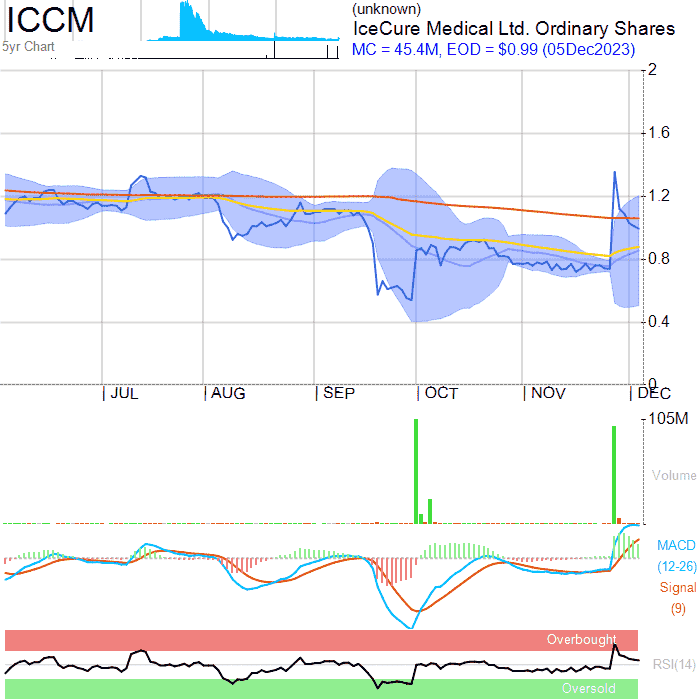 ICCM
(unknown)
IceCure Medical Ltd. Ordinary Shares
5yr Chart
MC = 45.4M, EOD = $0.99 (05Dec2023)
2
1.6
1.2
0.8
0.4
0
JUL AUG SEP OCT NOV DEC
105M
Volume
MACD
(12-26)
Signal
(9)
Overbought
RSI(14)
Oversold